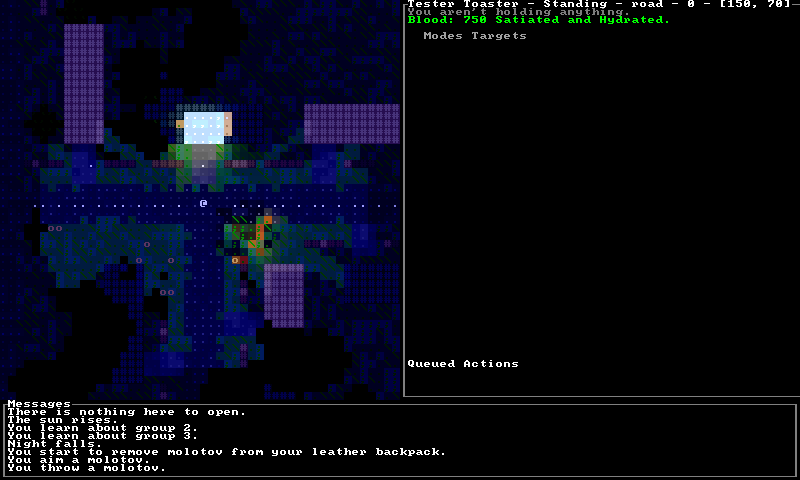 Tester Toaster - Standing - road - 0 - [150, 70]
You aren't holding anything.
Blood: 750 Satiated and Hydrated.
Modes Targets
@
Queued Actions
Messages
There is nothing here to open.
The sun rises.
You learn about group 2.
You learn about group 3.
Night falls.
You start to remove molotov from your leather backpack.
You aim a molotov.
You throw a molotov.